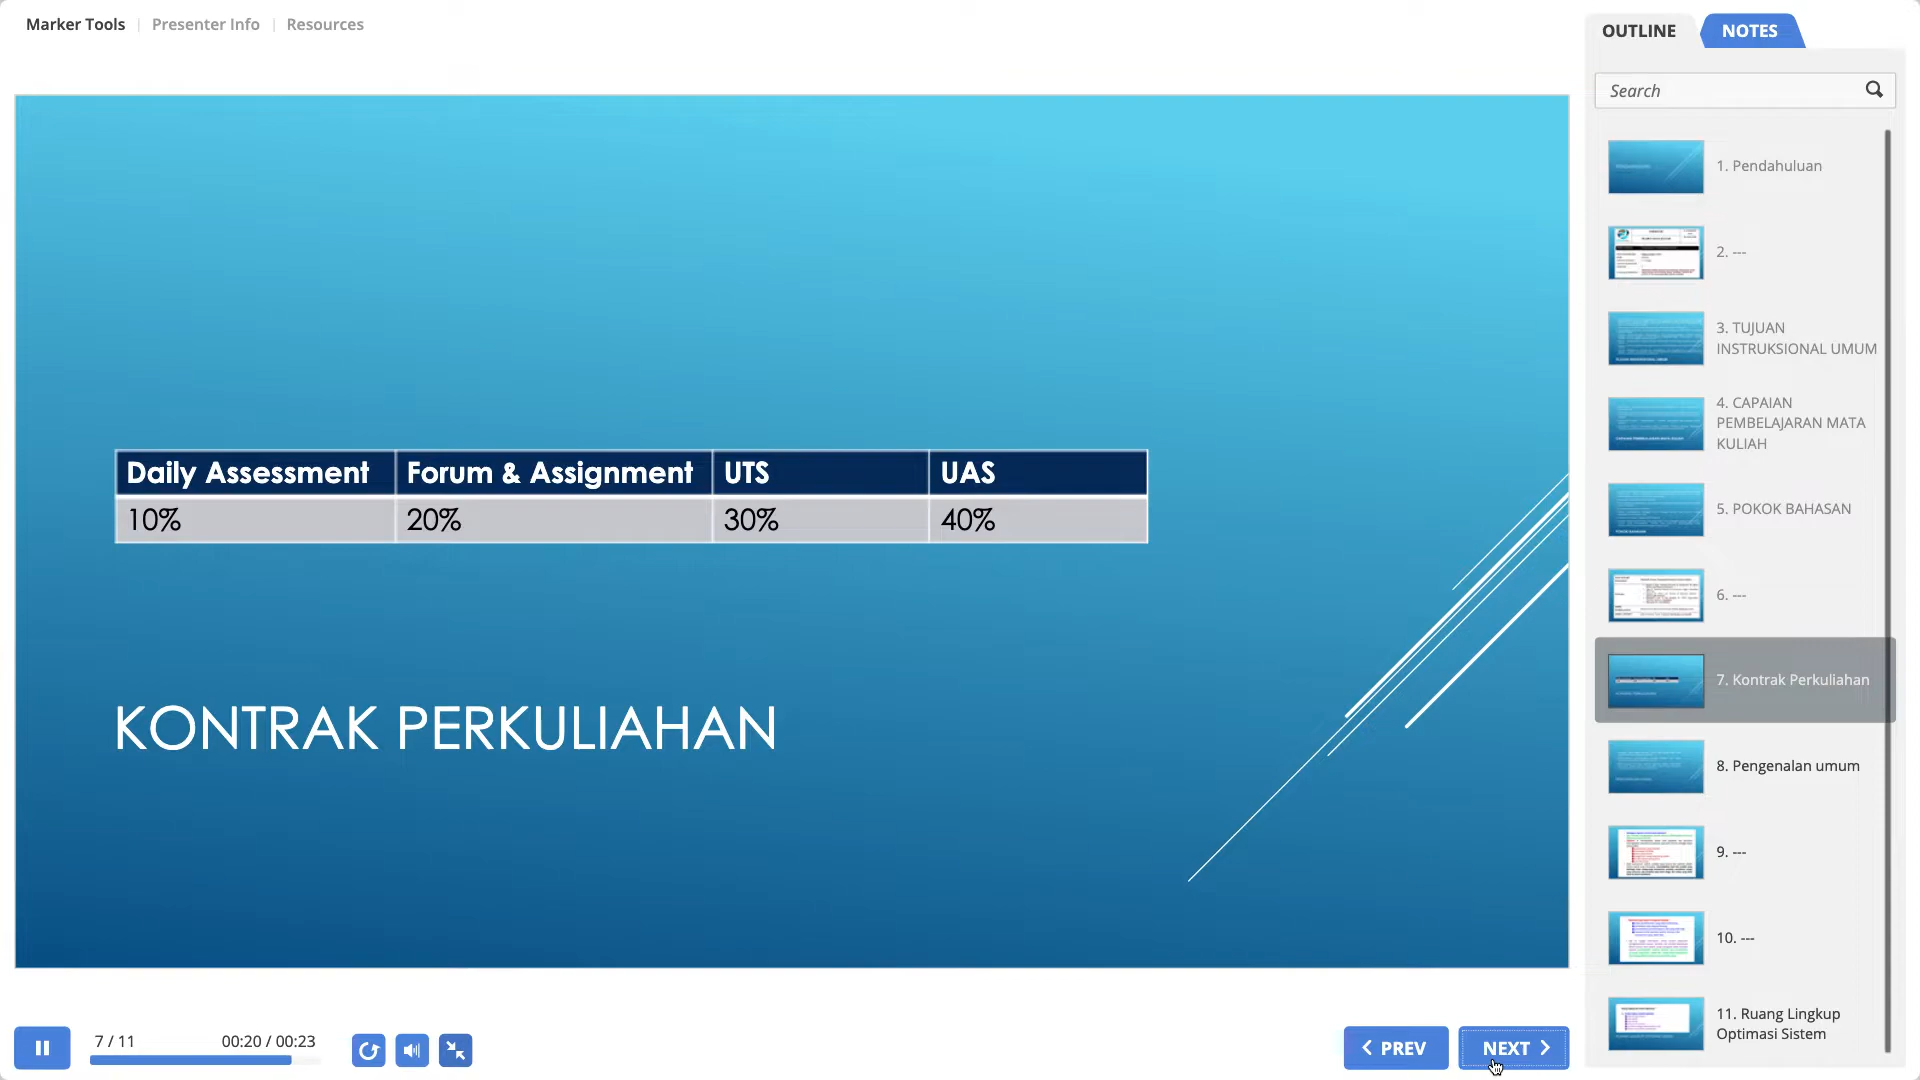 Marker Tools
Presenter Info
Resources
OUTLINE
NOTES
Search
Daily Assessment Forum & Assignment UTS UAS
10% 20% 30% 40%
KONTRAK PERKULIAHAN
1. Pendahuluan
2. ---
3. TUJUAN
INSTRUKSIONAL UMUM
4. CAPAIAN
PEMBELAJARAN MATA
KULIAH
5. POKOK BAHASAN
6. ---
7. Kontrak Perkuliahan
8. Pengenalan umum
9. ---
10. ---
11. Ruang Lingkup
Optimasi Sistem
7 / 11
00:20 / 00:23
PREV
NEXT